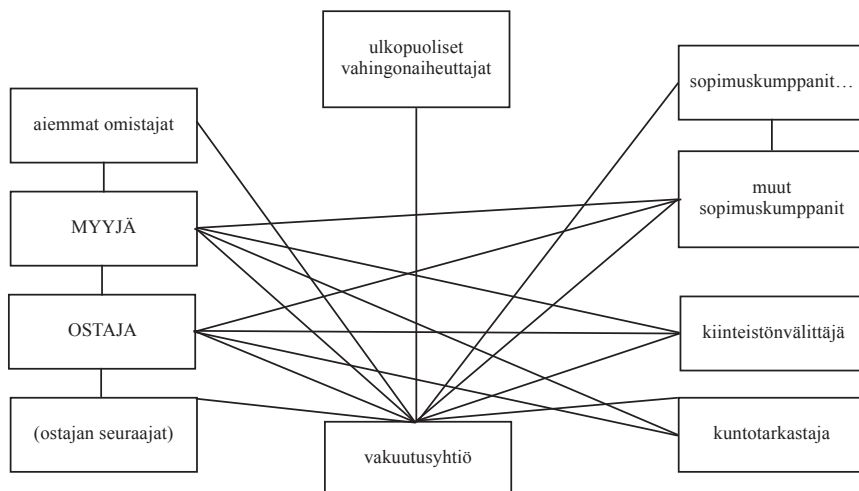 ulkopuoliset
vahingonaiheuttajat
sopimuskumppanit…
aiemmat omistajat
muut
sopimuskumppanit
MYYJÄ
OSTAJA
kiinteistönvälittäjä
(ostajan seuraajat)
kuntotarkastaja
vakuutusyhtiö